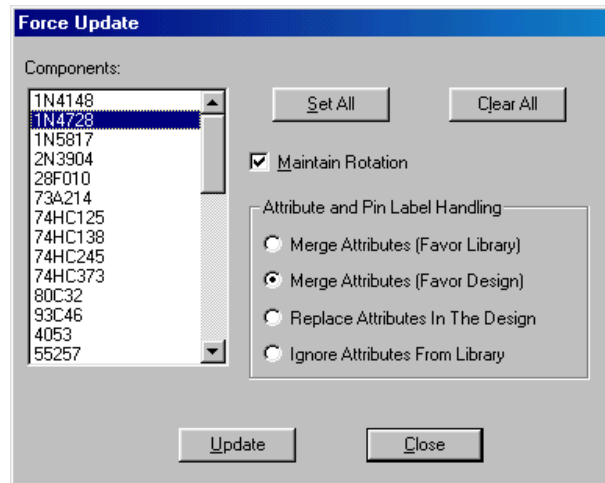 Force Update
Components:
1N4148
1N4728
1N5817
2N3904
28F010
73A214
74HC125
74HC138
74HC245
74HC373
80C32
93C46
4053
55257
Set All
Clear All
Maintain Rotation
Attribute and Pin Label Handling
Merge Attributes (Favor Library)
Merge Attributes (Favor Design)
Replace Attributes In The Design
Ignore Attributes From Library
Update
Close